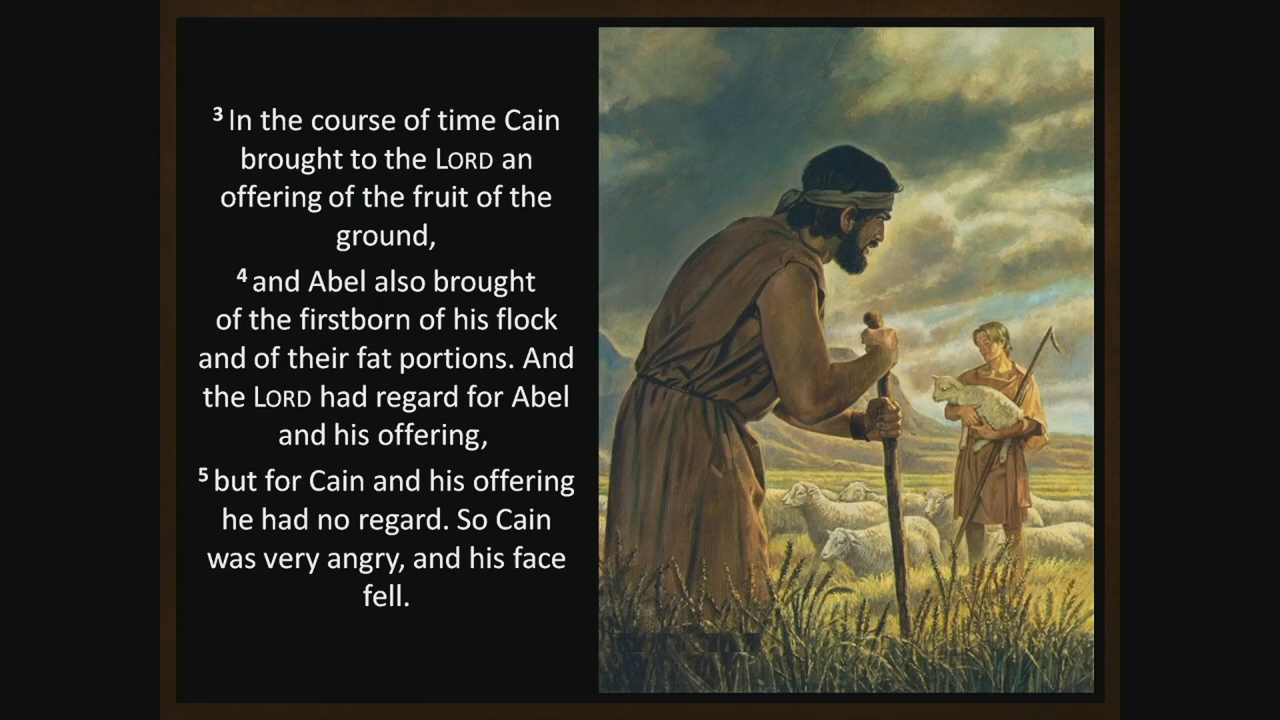 3 In the course of time Cain
brought to the LORD an
offering of the fruit of the
ground,
4 and Abel also brought
of the firstborn of his flock
and of their fat portions. And
the LORD had regard for Abel
and his offering,
5 but for Cain and his offering
he had no regard. So Cain
was very angry, and his face
fell.